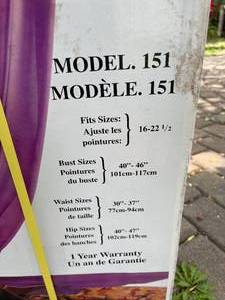 MODEL. 151
MODÈLE. 151
Fits Sizes:
Ajuste les
pointures:
16-22 1/2
Bust Sizes
Pointures
du buste
40"- 46"
101cm-117cm
Waist Sizes
Pointures
de taille
30"- 37"
77cm-94cm
Hip Sizes
Pointures
des hanches
40"- 47"
102cm-119cm
1 Year Warranty
Un an de Garantie